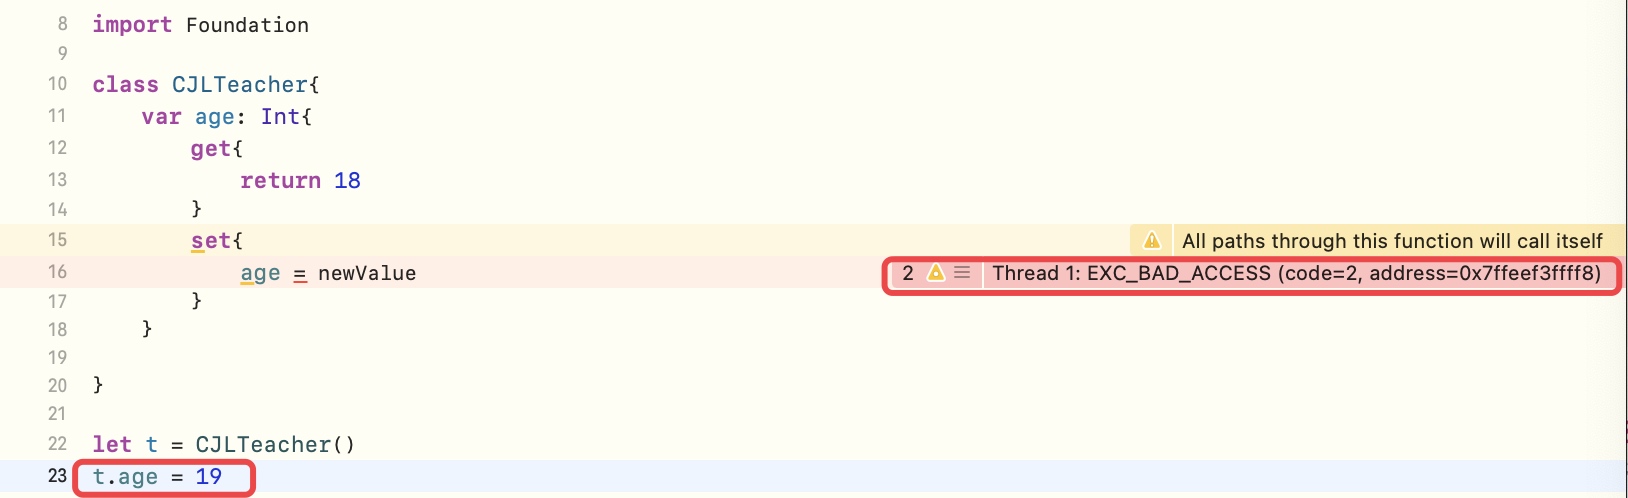 8 import Foundation
9
10 class CJLTeacher{
11     var age: Int{
12         get{
13             return 18
14         }
15         set{ All paths through this function will call itself
16             age = newValue 2 Thread 1: EXC_BAD_ACCESS (code=2, address=0x7ffeef3ffff8)
17         }
18     }
19
20 }
21
22 let t = CJLTeacher()
23 t.age = 19